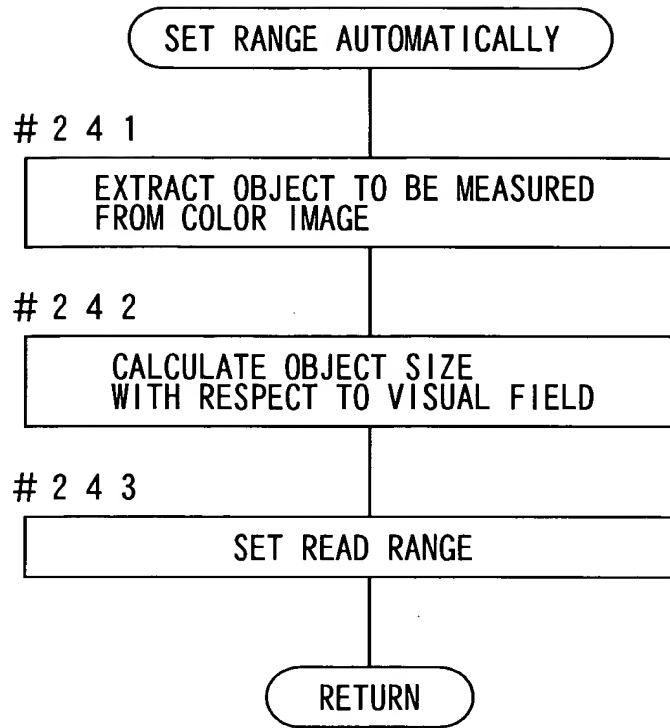 SET RANGE AUTOMATICALLY
#241
EXTRACT OBJECT TO BE MEASURED
FROM COLOR IMAGE
#242
CALCULATE OBJECT SIZE
WITH RESPECT TO VISUAL FIELD
#243
SET READ RANGE
RETURN